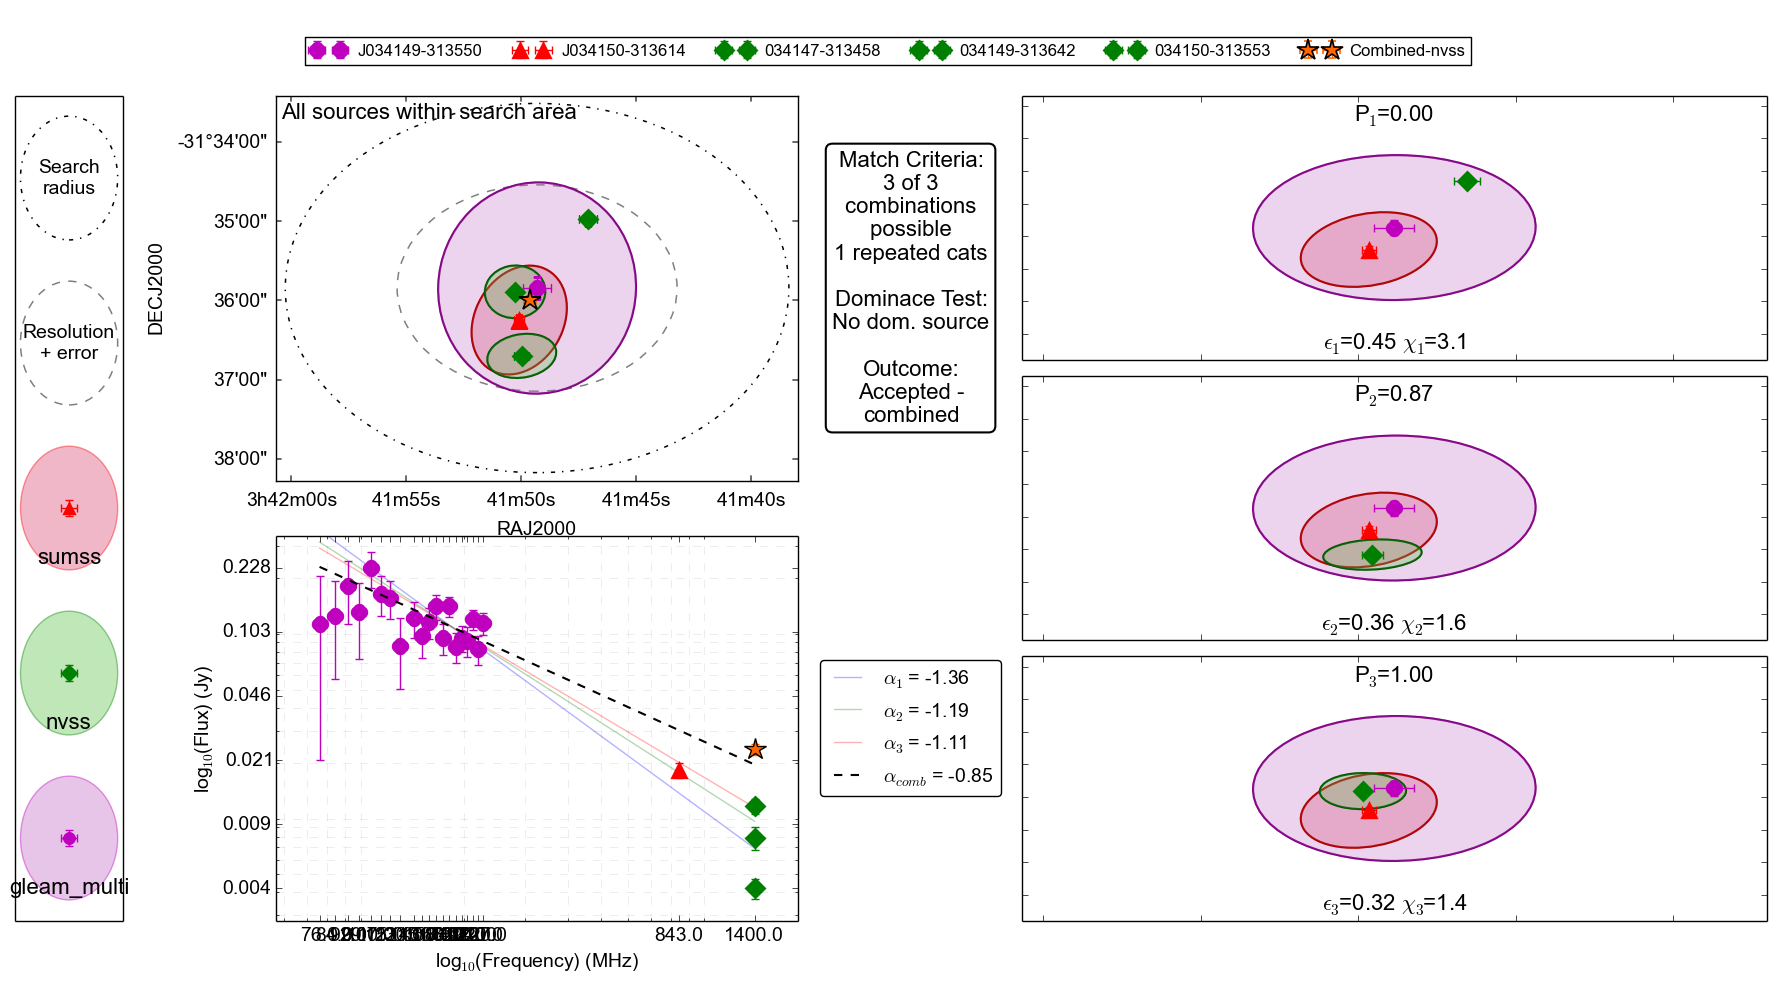 J034149-313550
J034150-313614
034147-313458
034149-313642
034150-313553
Combined-nvss
Search
radius
Resolution
+ error
sumss
nvss
gleam_multi
All sources within search area
DECJ2000
-31°34'00"
35'00"
36'00"
37'00"
38'00"
3h42m00s
41m55s
41m50s
41m45s
41m40s
RAJ2000
Match Criteria:
3 of 3
combinations
possible
1 repeated cats
Dominace Test:
No dom. source
Outcome:
Accepted -
combined
log₁₀(Flux) (Jy)
0.228
0.103
0.046
0.021
0.009
0.004
843.0
1400.0
log₁₀(Frequency) (MHz)
α₁ = -1.36
α₂ = -1.19
α₃ = -1.11
α_comb = -0.85
P₁=0.00
ϵ₁=0.45 χ₁=3.1
P₂=0.87
ϵ₂=0.36 χ₂=1.6
P₃=1.00
ϵ₃=0.32 χ₃=1.4